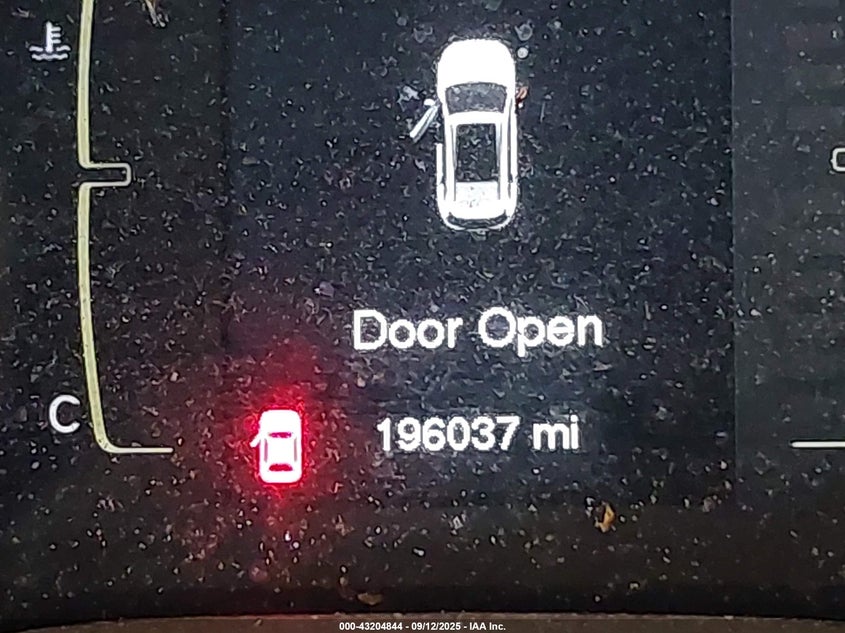 Door Open
C
196037 mi
000-43204844 - 09/12/2025 - IAA Inc.